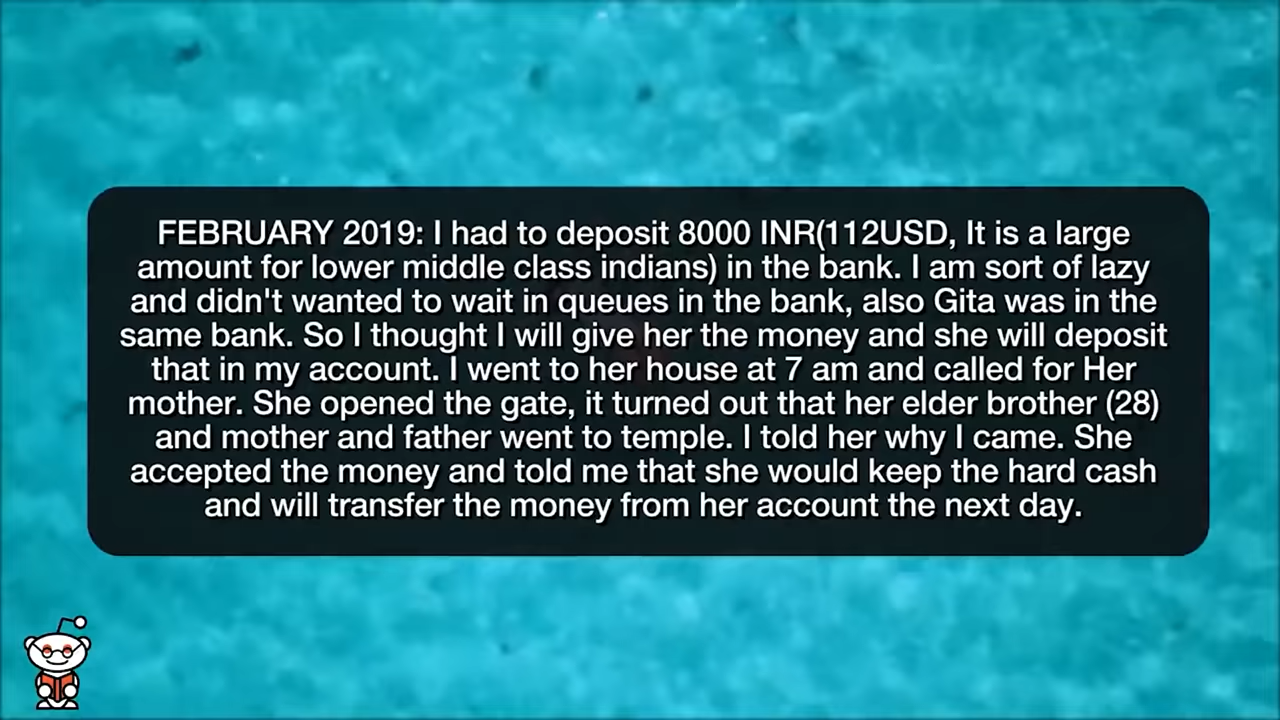 FEBRUARY 2019: I had to deposit 8000 INR(112USD, It is a large
amount for lower middle class indians) in the bank. I am sort of lazy
and didn't wanted to wait in queues in the bank, also Gita was in the
same bank. So I thought I will give her the money and she will deposit
that in my account. I went to her house at 7 am and called for Her
mother. She opened the gate, it turned out that her elder brother (28)
and mother and father went to temple. I told her why I came. She
accepted the money and told me that she would keep the hard cash
and will transfer the money from her account the next day.